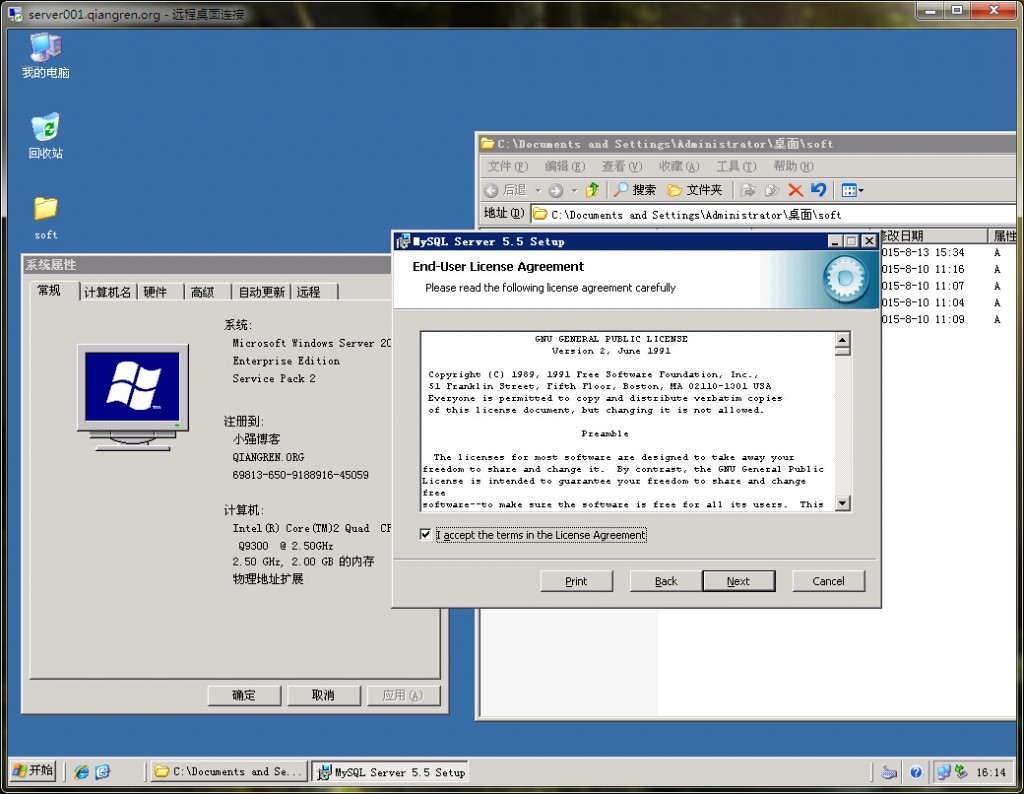 server001.qiangren.org - 远程桌面连接
我的电脑
回收站
soft
C:\Documents and Settings\Administrator\桌面\soft
文件(F) 编辑(E) 查看(V) 收藏(A) 工具(T) 帮助(H)
后退 搜索 文件夹
地址(D) C:\Documents and Settings\Administrator\桌面\soft
修改日期 属性
015-8-13 15:34 A
015-8-10 11:16 A
015-8-10 11:07 A
015-8-10 11:04 A
015-8-10 11:09 A
系统属性
常规 计算机名 硬件 高级 自动更新 远程
系统:
Microsoft Windows Server 20
Enterprise Edition
Service Pack 2
注册到:
小强博客
QIANGREN.ORG
69813-650-9188916-45059
计算机:
Intel(R) Core(TM)2 Quad CP
Q9300 @ 2.50GHz
2.50 GHz, 2.00 GB 的内存
物理地址扩展
确定 取消 应用(A)
MySQL Server 5.5 Setup
End-User License Agreement
Please read the following license agreement carefully
GNU GENERAL PUBLIC LICENSE
Version 2, June 1991
Copyright (C) 1989, 1991 Free Software Foundation, Inc.,
51 Franklin Street, Fifth Floor, Boston, MA 02110-1301 USA
Everyone is permitted to copy and distribute verbatim copies
of this license document, but changing it is not allowed.
Preamble
The licenses for most software are designed to take away your
freedom to share and change it. By contrast, the GNU General Public
License is intended to guarantee your freedom to share and change
free
software--to make sure the software is free for all its users. This
I accept the terms in the License Agreement
Print Back Next Cancel
开始 C:\Documents and Se... MySQL Server 5.5 Setup 16:14